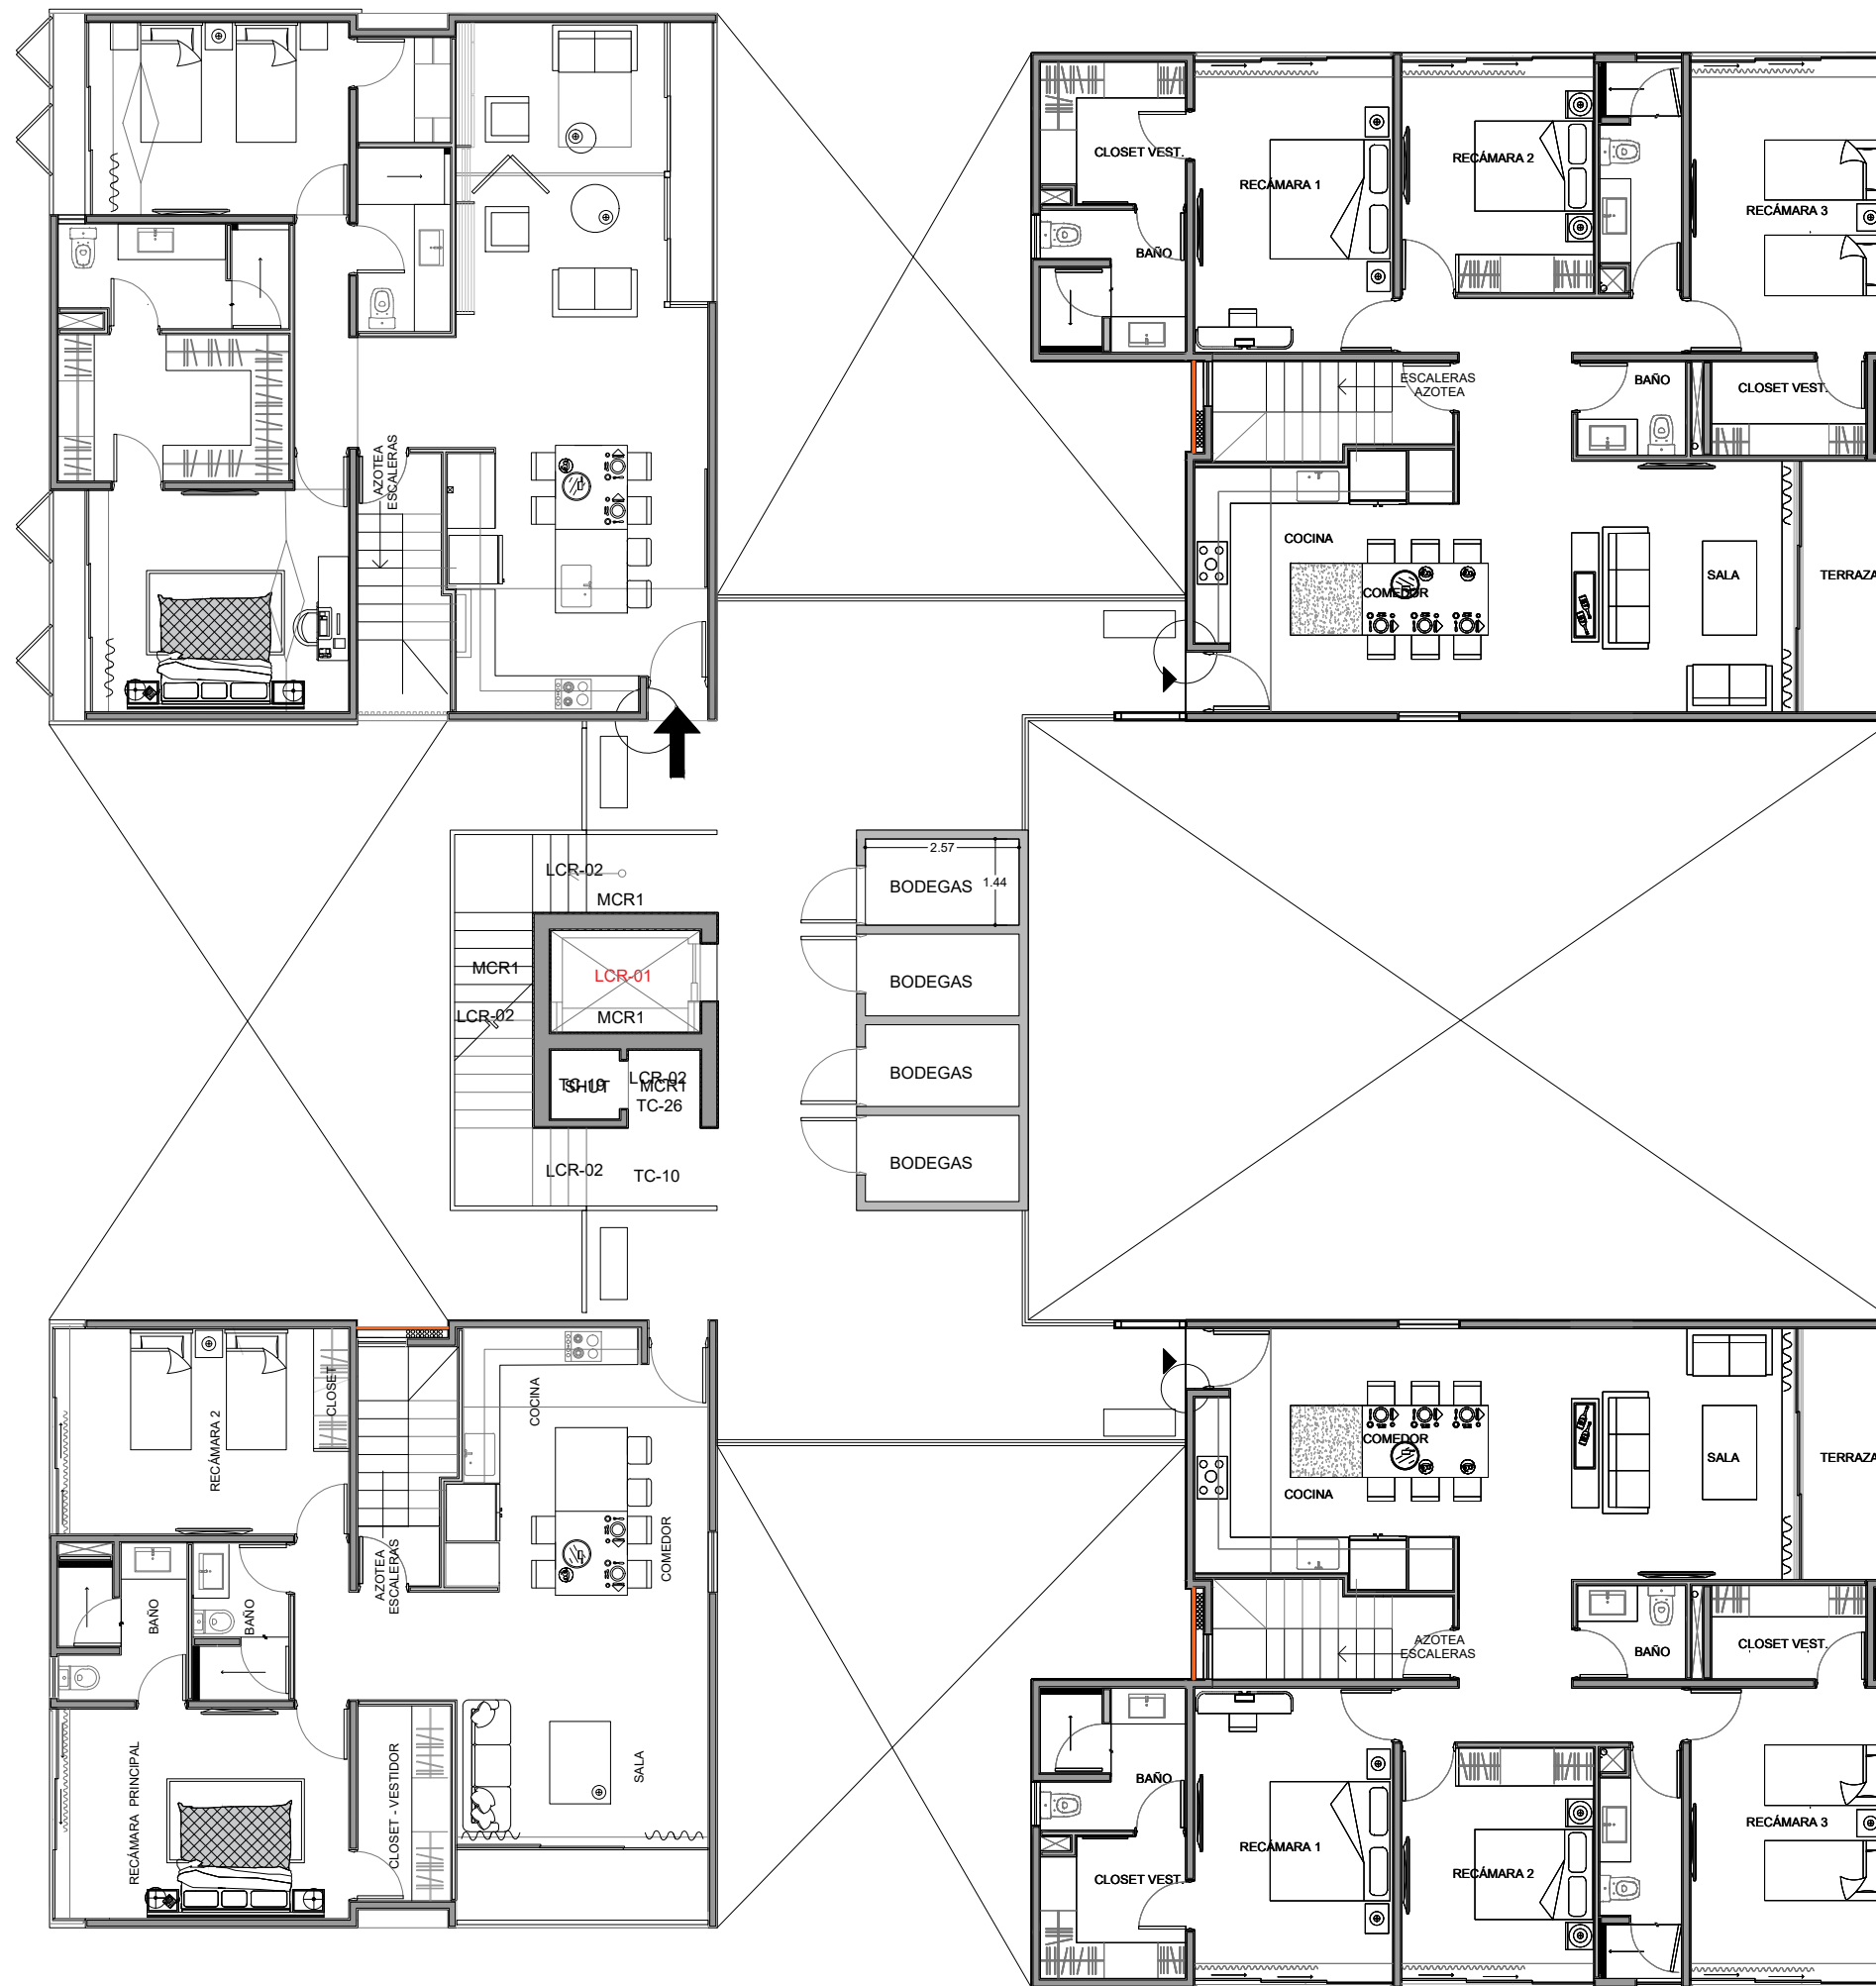 CLOSET VEST.
RECÁMARA 1
RECÁMARA 2
RECÁMARA 3
BAÑO
ESCALERAS
AZOTEA
BAÑO
CLOSET VEST.
AZOTEA
ESCALERAS
COCINA
COMEDOR
SALA
TERRAZA
LCR-02
MCR1
2.57
1.44
BODEGAS
MCR1
LCR-01
LCR-02
MCR1
BODEGAS
TC-19
SHUT
LCR-02
MCR1
TC-26
BODEGAS
LCR-02
TC-10
BODEGAS
RECÁMARA 2
CLOSET
COCINA
COMEDOR
AZOTEA
ESCALERAS
BAÑO
BAÑO
RECÁMARA PRINCIPAL
CLOSET - VESTIDOR
SALA
COMEDOR
COCINA
SALA
TERRAZA
AZOTEA
ESCALERAS
BAÑO
CLOSET VEST.
BAÑO
RECÁMARA 1
RECÁMARA 2
RECÁMARA 3
CLOSET VEST.